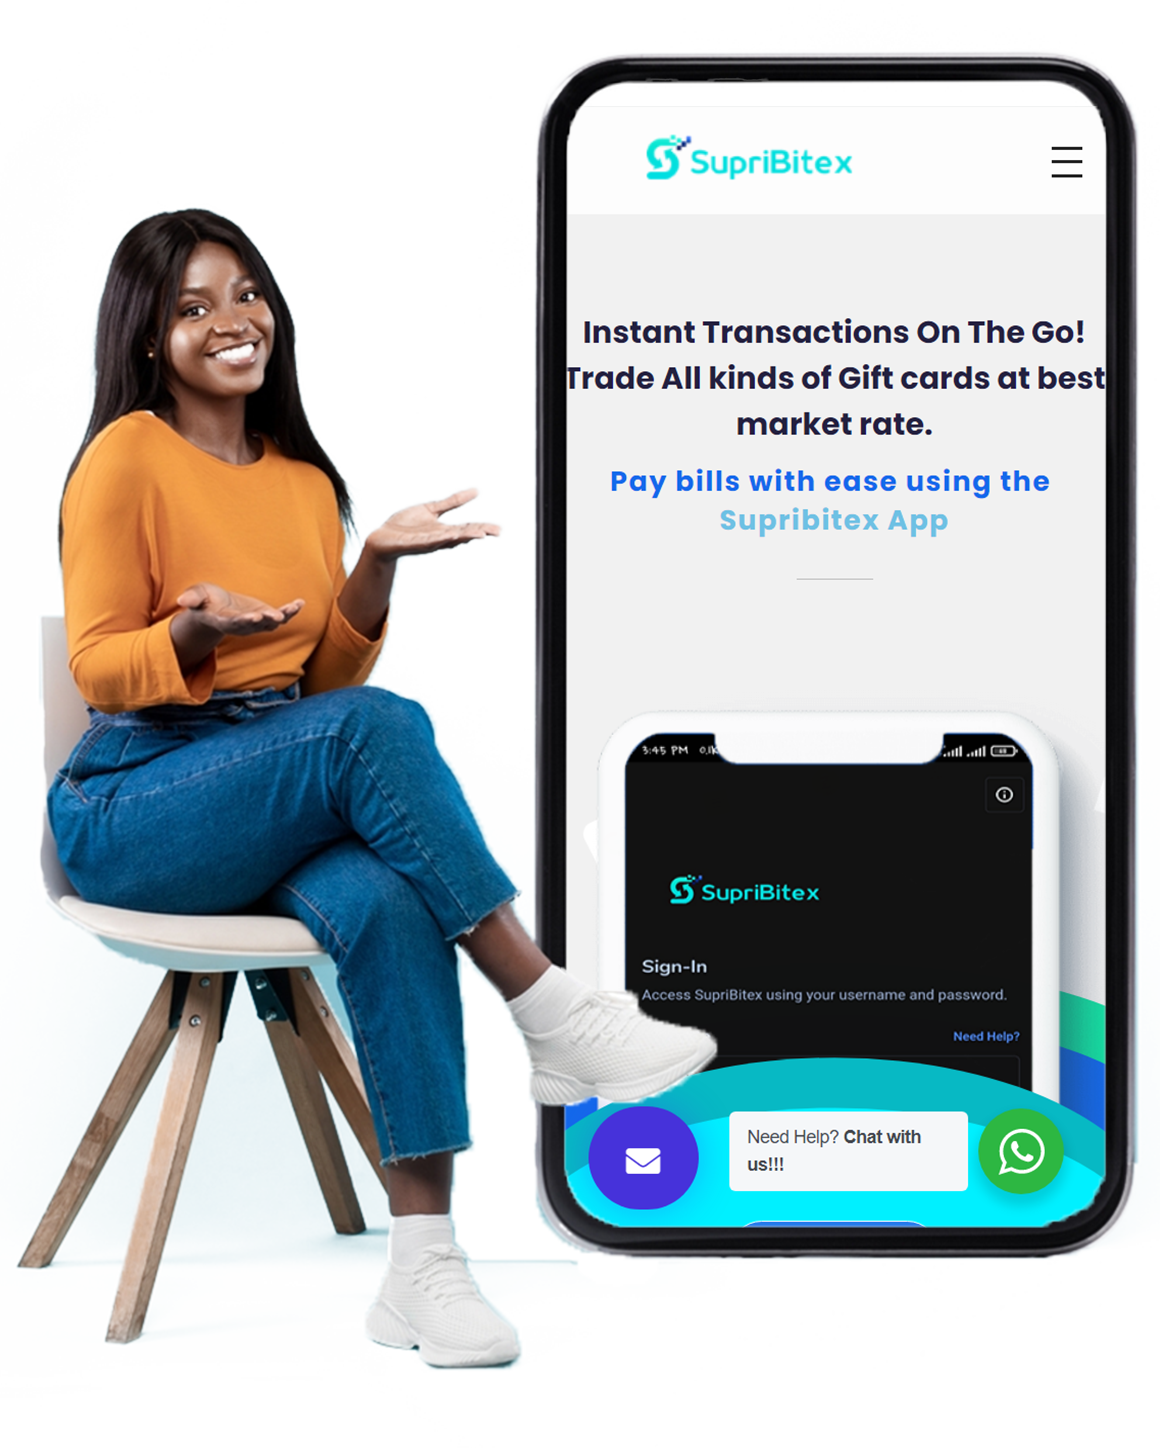 SupriBitex
Instant Transactions On The Go!
Trade All kinds of Gift cards at best
market rate.
Pay bills with ease using the
Supribitex App
3:45 PM
SupriBitex
Sign-In
Access SupriBitex using your username and password.
Need Help?
Need Help? Chat with
us!!!